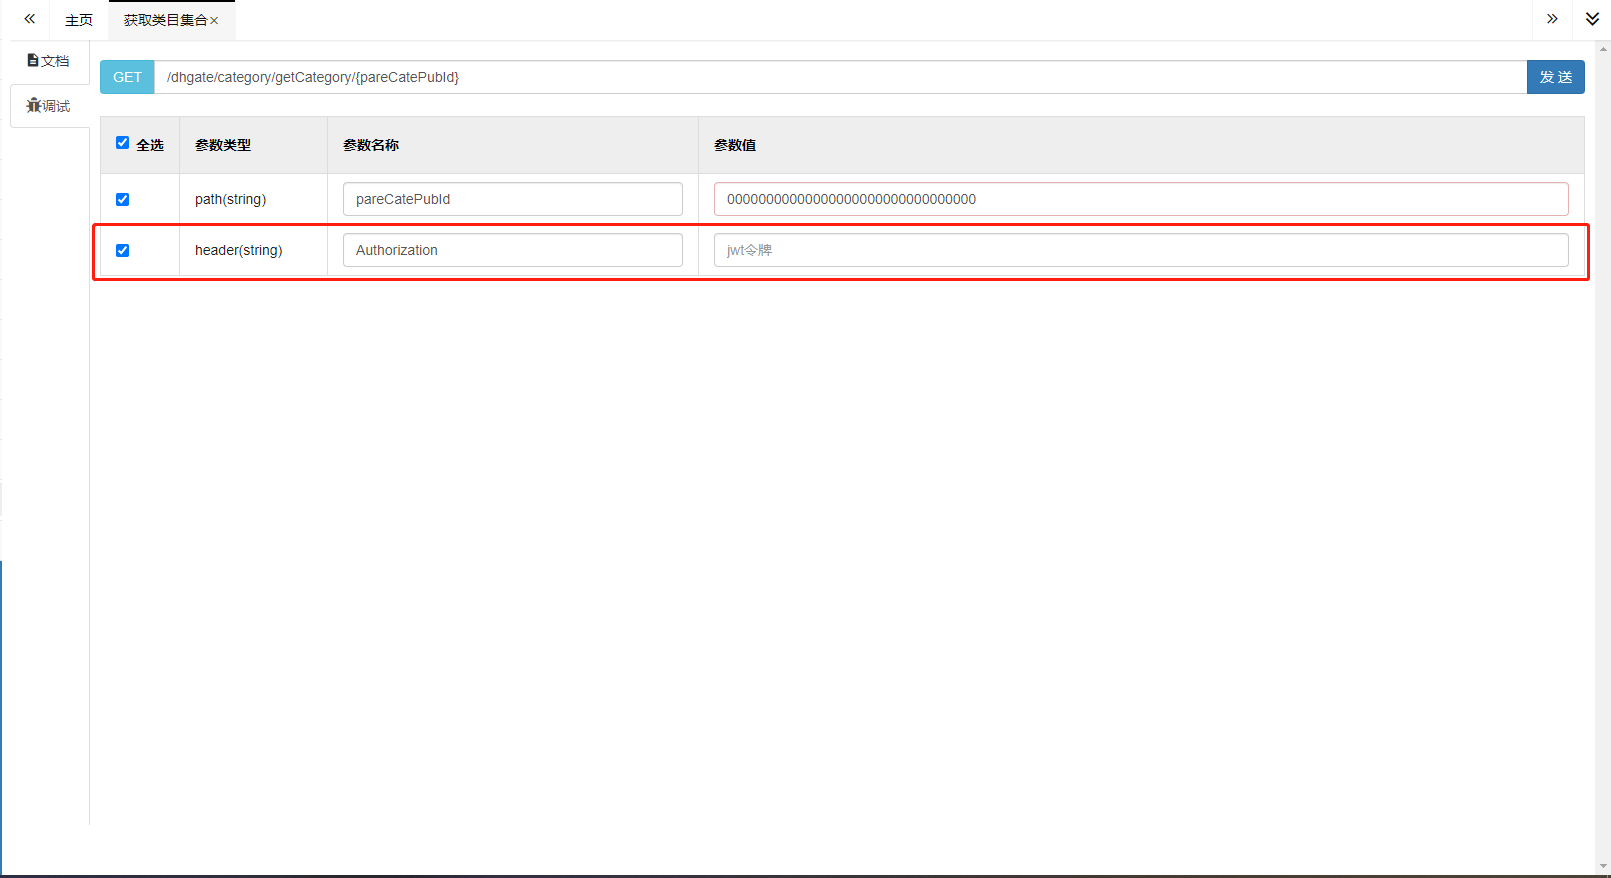 主页 获取类目集合×
文档
调试
GET /dhgate/category/getCategory/{pareCatePubId} 发 送
全选 参数类型 参数名称 参数值
path(string) pareCatePubId 00000000000000000000000000000000
header(string) Authorization jwt令牌